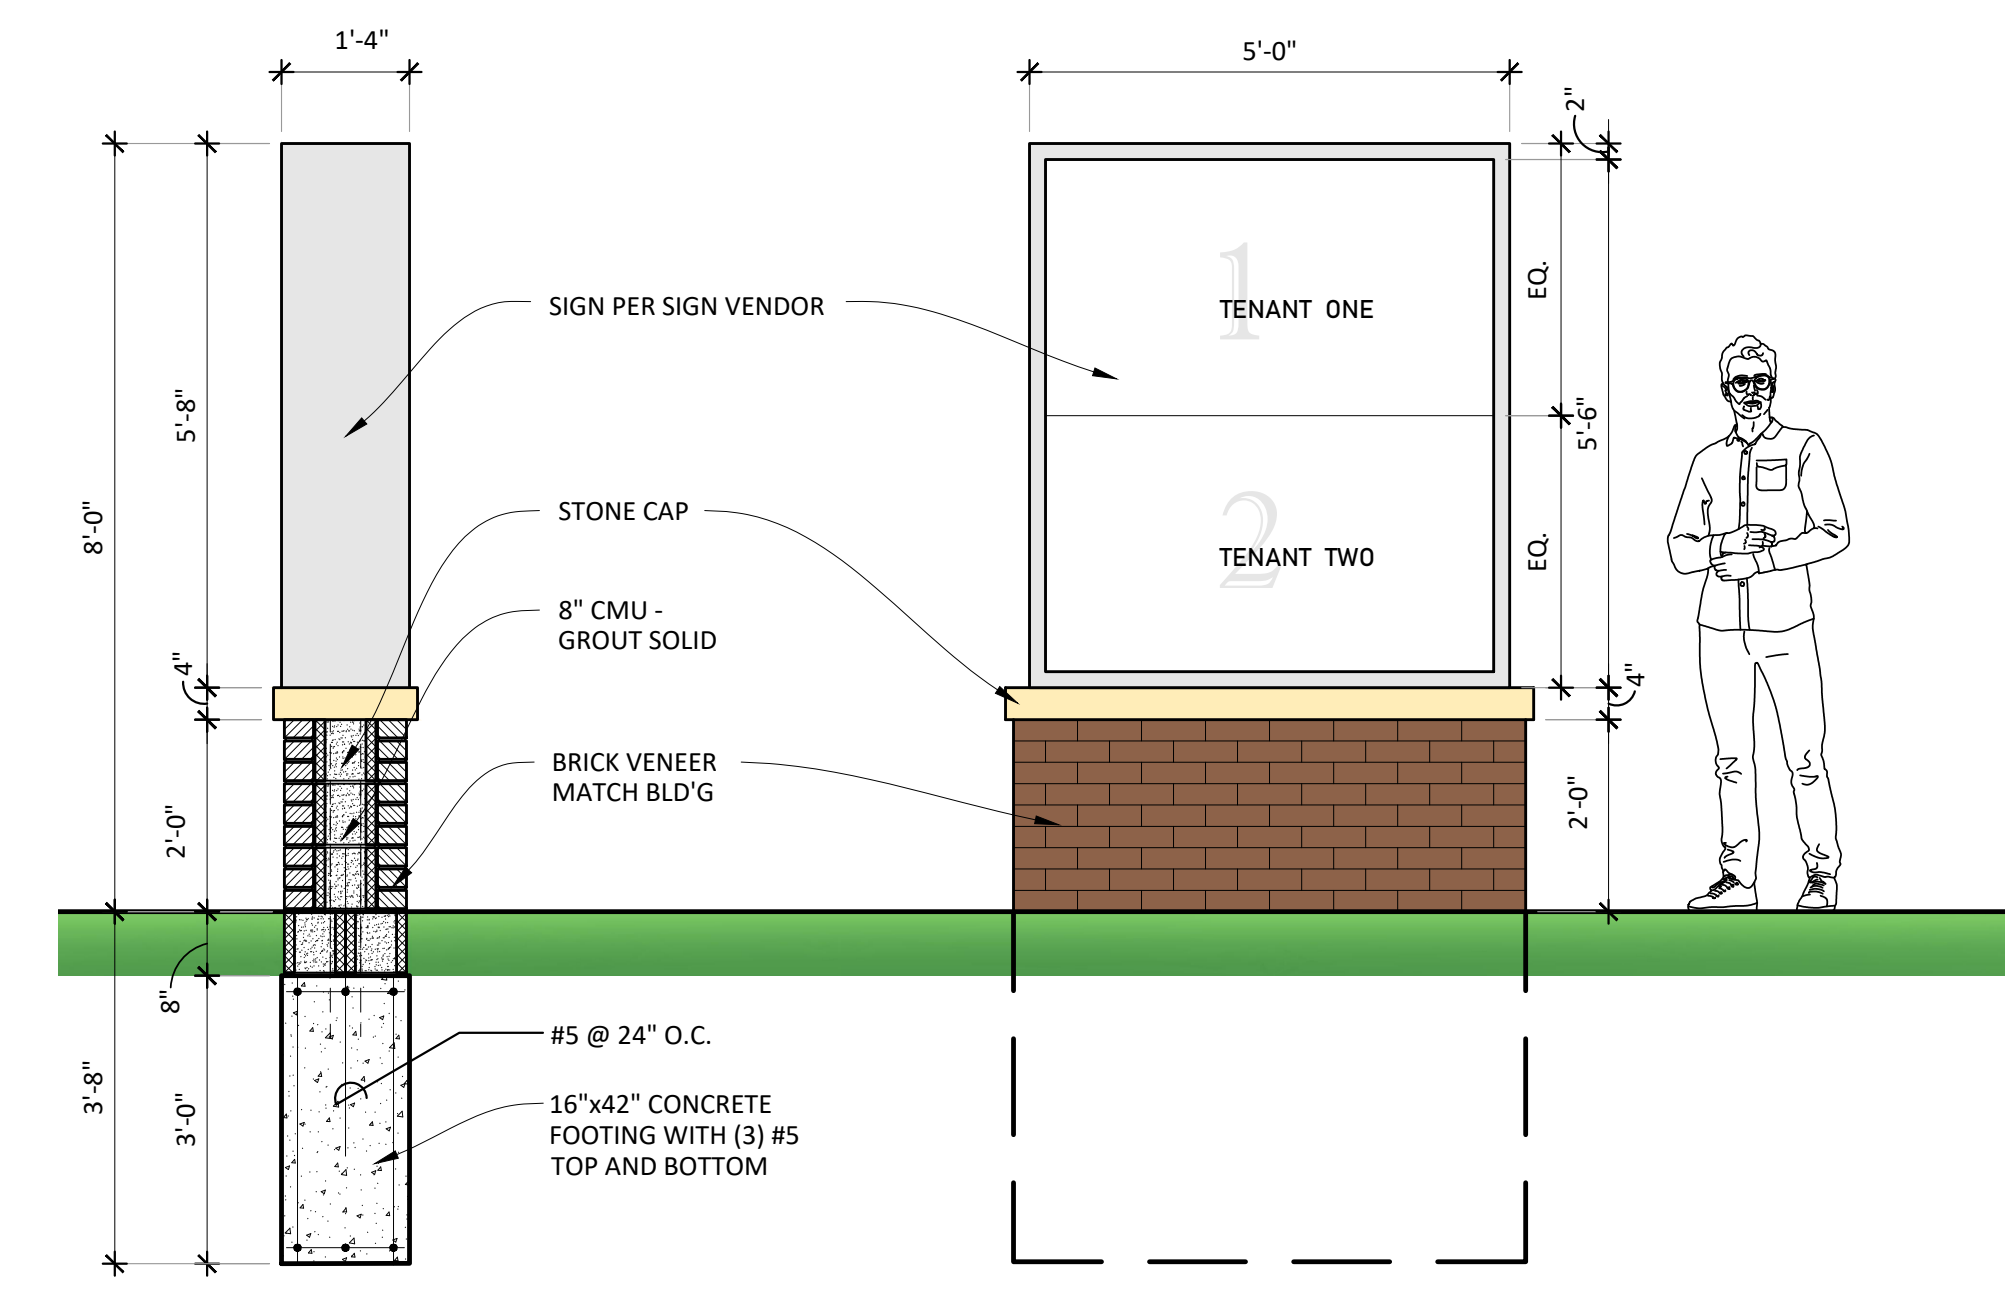 1'-4"
5'-0"
2"
8'-0"
5'-8"
SIGN PER SIGN VENDOR
1
TENANT ONE
EQ.
5'-6"
STONE CAP
2
TENANT TWO
EQ.
8" CMU -
GROUT SOLID
4"
4"
BRICK VENEER
MATCH BLD'G
2'-0"
2'-0"
8"
#5 @ 24" O.C.
3'-8"
3'-0"
16"x42" CONCRETE
FOOTING WITH (3) #5
TOP AND BOTTOM